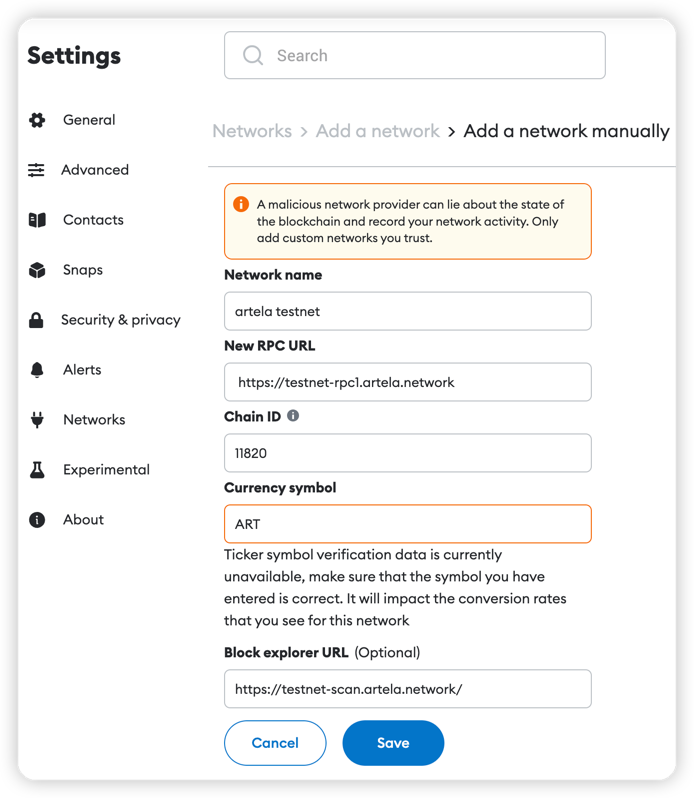 Settings
Search
General
Advanced
Contacts
Snaps
Security & privacy
Alerts
Networks
Experimental
About
Networks > Add a network > Add a network manually
A malicious network provider can lie about the state of
the blockchain and record your network activity. Only
add custom networks you trust.
Network name
artela testnet
New RPC URL
https://testnet-rpc1.artela.network
Chain ID
11820
Currency symbol
ART
Ticker symbol verification data is currently
unavailable, make sure that the symbol you have
entered is correct. It will impact the conversion rates
that you see for this network
Block explorer URL (Optional)
https://testnet-scan.artela.network/
Cancel
Save